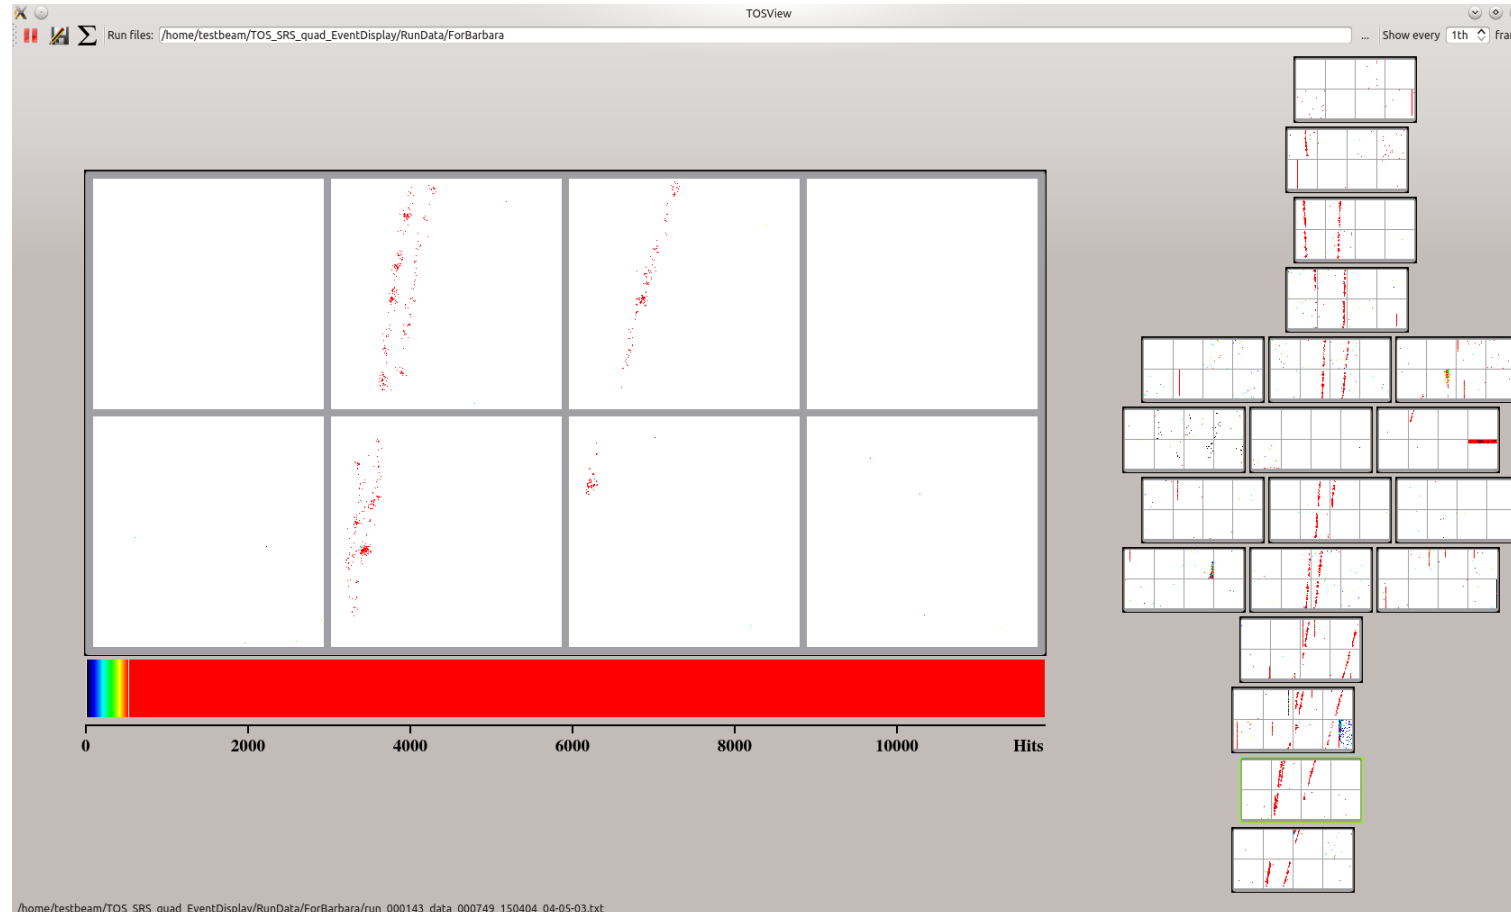 TOSView
Run files: /home/testbeam/TOS_SRS_quad_EventDisplay/RunData/ForBarbara ... Show every 1th
0 2000 4000 6000 8000 10000 Hits
/home/testbeam/TOS_SRS_quad_EventDisplay/RunData/ForBarbara/run_000143_data_000749_150404_04-05-03.txt